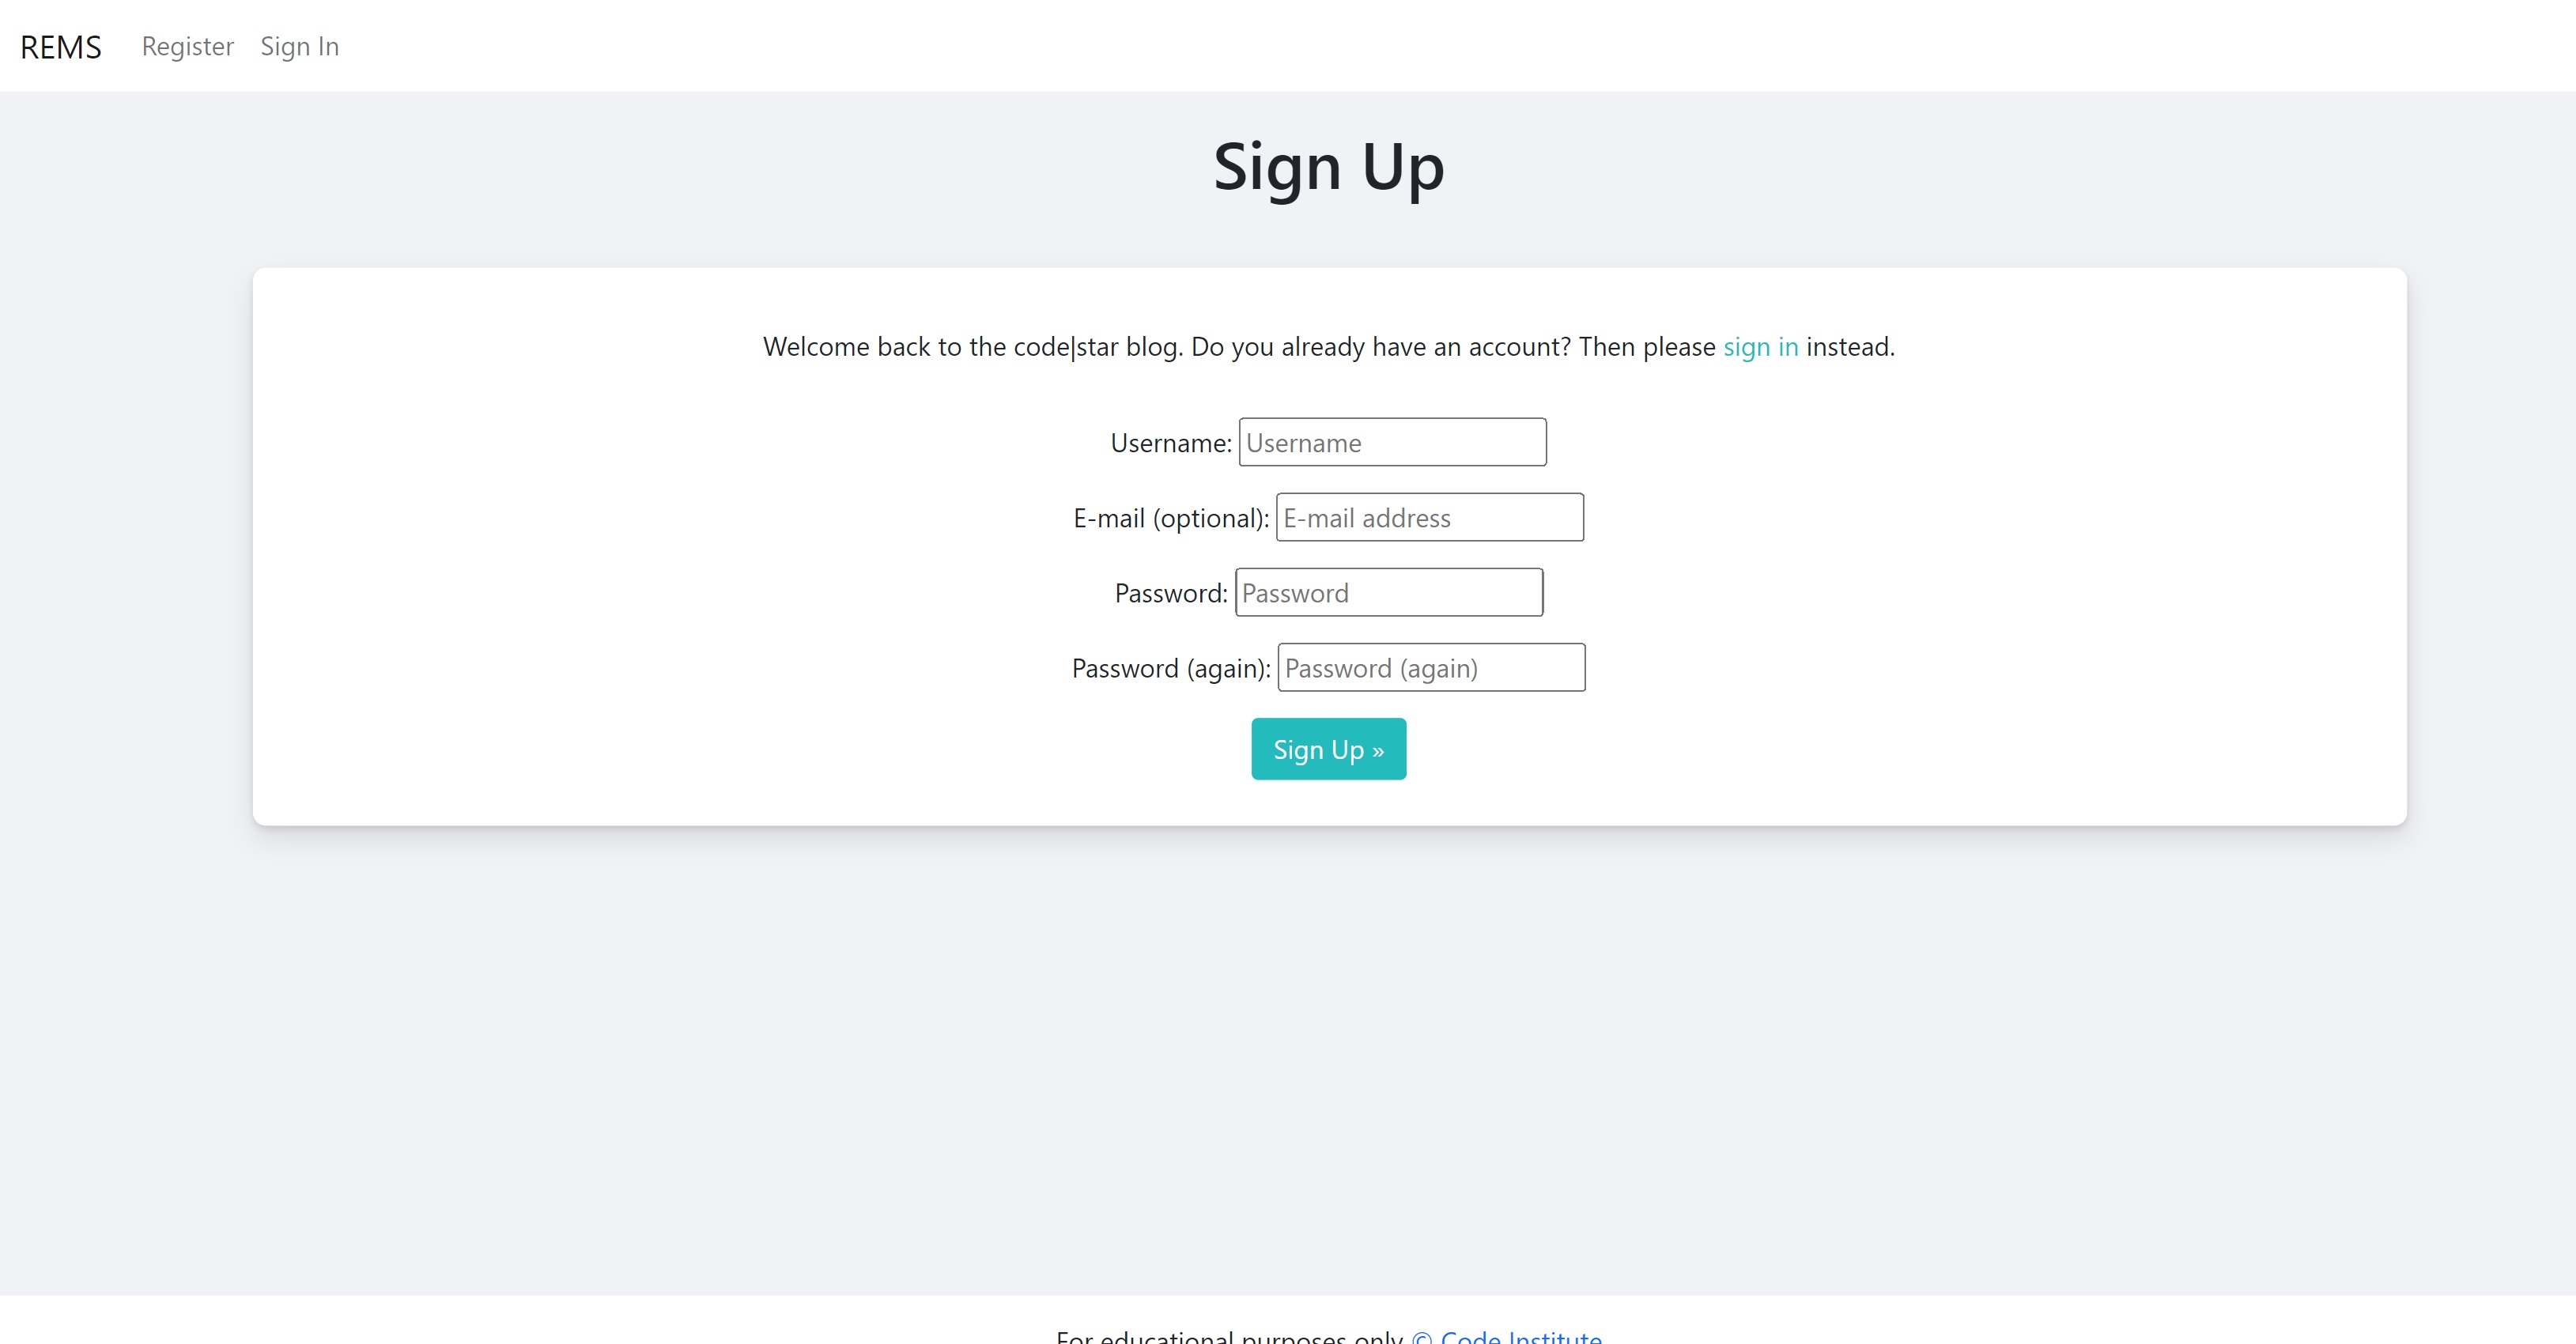 REMS Register Sign In
Sign Up
Welcome back to the code|star blog. Do you already have an account? Then please sign in instead.
Username: Username
E-mail (optional): E-mail address
Password: Password
Password (again): Password (again)
Sign Up »
For educational purposes only © Code Institute